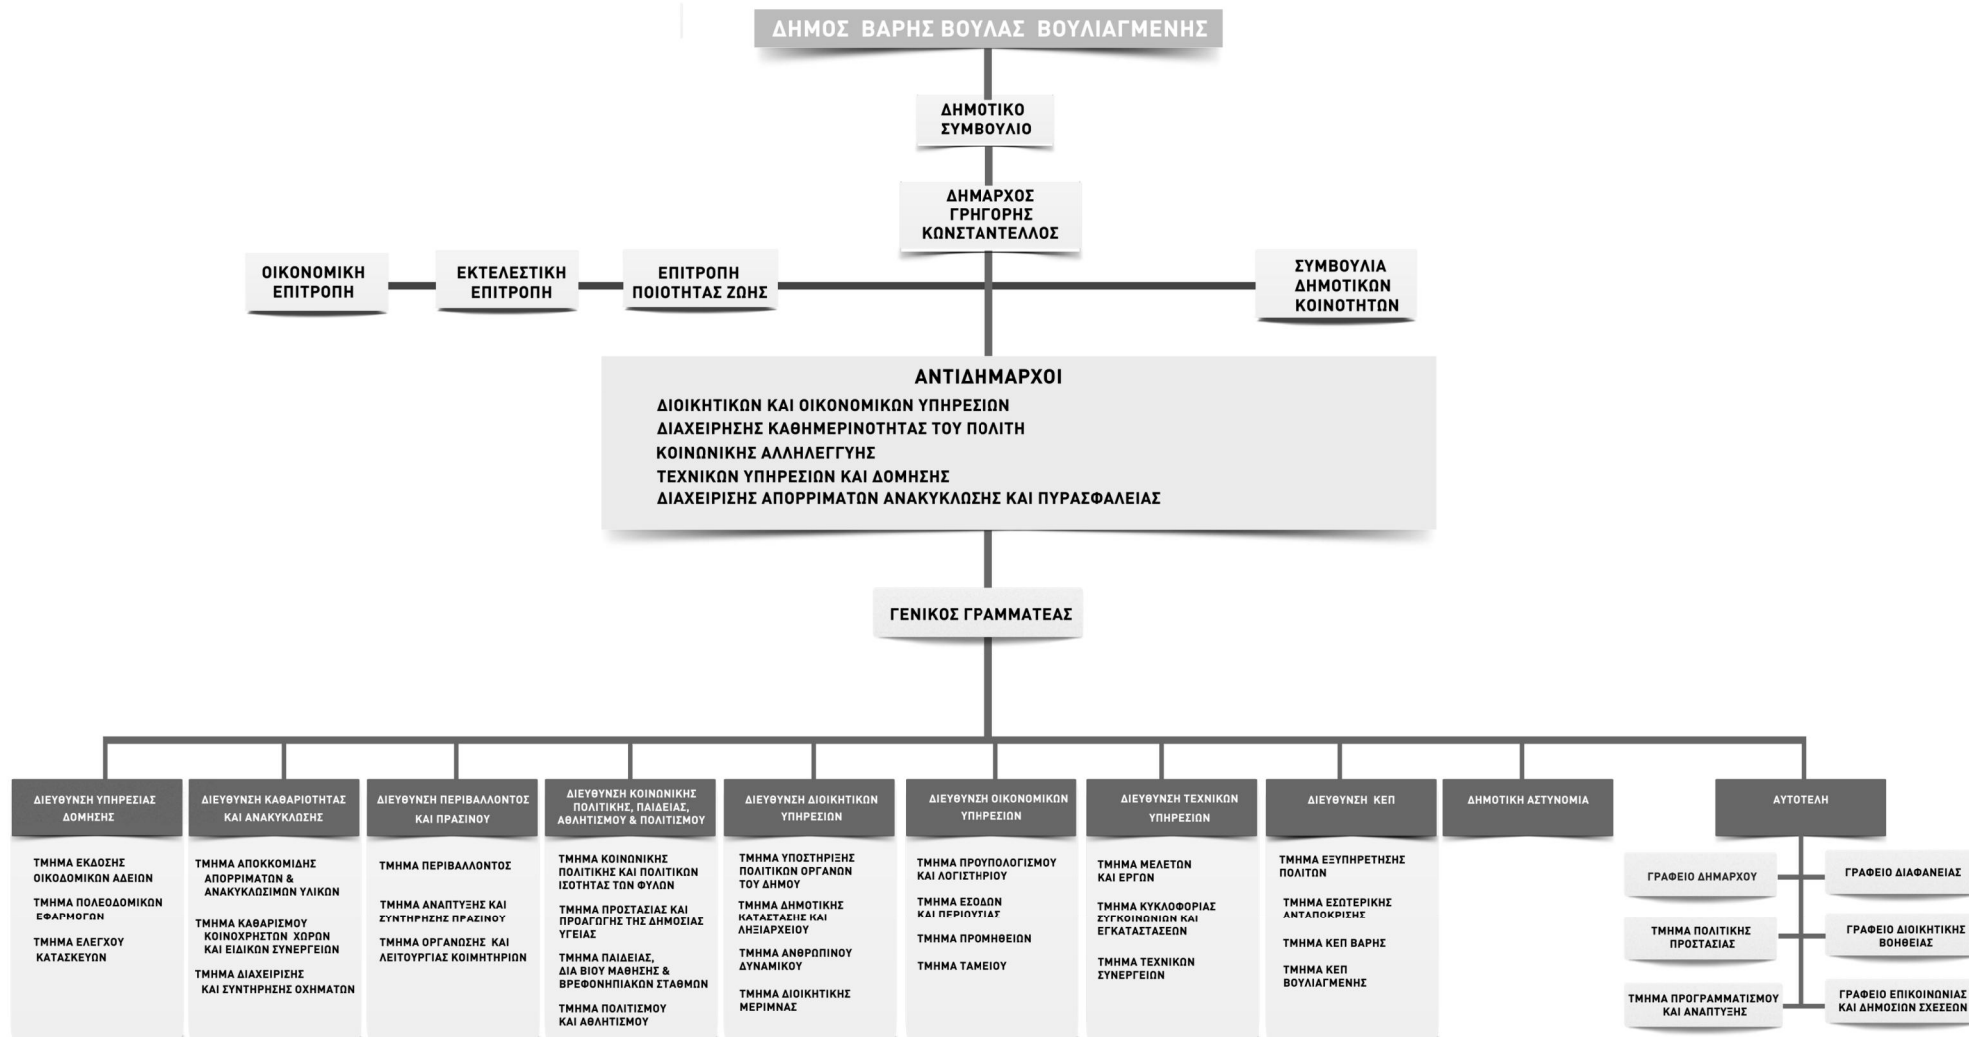 ΔΗΜΟΣ ΒΑΡΗΣ ΒΟΥΛΑΣ ΒΟΥΛΙΑΓΜΕΝΗΣ
ΔΗΜΟΤΙΚΟ
ΣΥΜΒΟΥΛΙΟ
ΔΗΜΑΡΧΟΣ
ΓΡΗΓΟΡΗΣ
ΚΩΝΣΤΑΝΤΕΛΛΟΣ
ΟΙΚΟΝΟΜΙΚΗ
ΕΠΙΤΡΟΠΗ
ΕΚΤΕΛΕΣΤΙΚΗ
ΕΠΙΤΡΟΠΗ
ΕΠΙΤΡΟΠΗ
ΠΟΙΟΤΗΤΑΣ ΖΩΗΣ
ΣΥΜΒΟΥΛΙΑ
ΔΗΜΟΤΙΚΩΝ
ΚΟΙΝΟΤΗΤΩΝ
ΑΝΤΙΔΗΜΑΡΧΟΙ
ΔΙΟΙΚΗΤΙΚΩΝ ΚΑΙ ΟΙΚΟΝΟΜΙΚΩΝ ΥΠΗΡΕΣΙΩΝ
ΔΙΑΧΕΙΡΗΣΗΣ ΚΑΘΗΜΕΡΙΝΟΤΗΤΑΣ ΤΟΥ ΠΟΛΙΤΗ
ΚΟΙΝΩΝΙΚΗΣ ΑΛΛΗΛΕΓΓΥΗΣ
ΤΕΧΝΙΚΩΝ ΥΠΗΡΕΣΙΩΝ ΚΑΙ ΔΟΜΗΣΗΣ
ΔΙΑΧΕΙΡΙΣΗΣ ΑΠΟΡΡΙΜΑΤΩΝ ΑΝΑΚΥΚΛΩΣΗΣ ΚΑΙ ΠΥΡΑΣΦΑΛΕΙΑΣ
ΓΕΝΙΚΟΣ ΓΡΑΜΜΑΤΕΑΣ
ΔΙΕΥΘΥΝΣΗ ΥΠΗΡΕΣΙΑΣ
ΔΟΜΗΣΗΣ
ΤΜΗΜΑ ΕΚΔΟΣΗΣ
ΟΙΚΟΔΟΜΙΚΩΝ ΑΔΕΙΩΝ
ΤΜΗΜΑ ΠΟΛΕΟΔΟΜΙΚΩΝ
ΕΦΑΡΜΟΓΩΝ
ΤΜΗΜΑ ΕΛΕΓΧΟΥ
ΚΑΤΑΣΚΕΥΩΝ
ΔΙΕΥΘΥΝΣΗ ΚΑΘΑΡΙΟΤΗΤΑΣ
ΚΑΙ ΑΝΑΚΥΚΛΩΣΗΣ
ΤΜΗΜΑ ΑΠΟΚΚΟΜΙΔΗΣ
ΑΠΟΡΡΙΜΑΤΩΝ &
ΑΝΑΚΥΚΛΩΣΙΜΩΝ ΥΛΙΚΩΝ
ΤΜΗΜΑ ΚΑΘΑΡΙΣΜΟΥ
ΚΟΙΝΟΧΡΗΣΤΩΝ ΧΩΡΩΝ
ΚΑΙ ΕΙΔΙΚΩΝ ΣΥΝΕΡΓΕΙΩΝ
ΤΜΗΜΑ ΔΙΑΧΕΙΡΙΣΗΣ
ΚΑΙ ΣΥΝΤΗΡΗΣΗΣ ΟΧΗΜΑΤΩΝ
ΔΙΕΥΘΥΝΣΗ ΠΕΡΙΒΑΛΛΟΝΤΟΣ
ΚΑΙ ΠΡΑΣΙΝΟΥ
ΤΜΗΜΑ ΠΕΡΙΒΑΛΛΟΝΤΟΣ
ΤΜΗΜΑ ΑΝΑΠΤΥΞΗΣ ΚΑΙ
ΣΥΝΤΗΡΗΣΗΣ ΠΡΑΣΙΝΟΥ
ΤΜΗΜΑ ΟΡΓΑΝΩΣΗΣ ΚΑΙ
ΛΕΙΤΟΥΡΓΙΑΣ ΚΟΙΜΗΤΗΡΙΩΝ
ΔΙΕΥΘΥΝΣΗ ΚΟΙΝΩΝΙΚΗΣ
ΠΟΛΙΤΙΚΗΣ, ΠΑΙΔΕΙΑΣ,
ΑΘΛΗΤΙΣΜΟΥ & ΠΟΛΙΤΙΣΜΟΥ
ΤΜΗΜΑ ΚΟΙΝΩΝΙΚΗΣ
ΠΟΛΙΤΙΚΗΣ ΚΑΙ ΠΟΛΙΤΙΚΩΝ
ΙΣΟΤΗΤΑΣ ΤΩΝ ΦΥΛΩΝ
ΤΜΗΜΑ ΠΡΟΣΤΑΣΙΑΣ ΚΑΙ
ΠΡΟΑΓΩΓΗΣ ΤΗΣ ΔΗΜΟΣΙΑΣ
ΥΓΕΙΑΣ
ΤΜΗΜΑ ΠΑΙΔΕΙΑΣ,
ΔΙΑ ΒΙΟΥ ΜΑΘΗΣΗΣ &
ΒΡΕΦΟΝΗΠΙΑΚΩΝ ΣΤΑΘΜΩΝ
ΤΜΗΜΑ ΠΟΛΙΤΙΣΜΟΥ
ΚΑΙ ΑΘΛΗΤΙΣΜΟΥ
ΔΙΕΥΘΥΝΣΗ ΔΙΟΙΚΗΤΙΚΩΝ
ΥΠΗΡΕΣΙΩΝ
ΤΜΗΜΑ ΥΠΟΣΤΗΡΙΞΗΣ
ΠΟΛΙΤΙΚΩΝ ΟΡΓΑΝΩΝ
ΤΟΥ ΔΗΜΟΥ
ΤΜΗΜΑ ΔΗΜΟΤΙΚΗΣ
ΚΑΤΑΣΤΑΣΗΣ ΚΑΙ
ΛΗΞΙΑΡΧΕΙΟΥ
ΤΜΗΜΑ ΑΝΘΡΩΠΙΝΟΥ
ΔΥΝΑΜΙΚΟΥ
ΤΜΗΜΑ ΔΙΟΙΚΗΤΙΚΗΣ
ΜΕΡΙΜΝΑΣ
ΔΙΕΥΘΥΝΣΗ ΟΙΚΟΝΟΜΙΚΩΝ
ΥΠΗΡΕΣΙΩΝ
ΤΜΗΜΑ ΠΡΟΥΠΟΛΟΓΙΣΜΟΥ
ΚΑΙ ΛΟΓΙΣΤΗΡΙΟΥ
ΤΜΗΜΑ ΕΣΟΔΩΝ
ΚΑΙ ΠΕΡΙΟΥΣΙΑΣ
ΤΜΗΜΑ ΠΡΟΜΗΘΕΙΩΝ
ΤΜΗΜΑ ΤΑΜΕΙΟΥ
ΔΙΕΥΘΥΝΣΗ ΤΕΧΝΙΚΩΝ
ΥΠΗΡΕΣΙΩΝ
ΤΜΗΜΑ ΜΕΛΕΤΩΝ
ΚΑΙ ΕΡΓΩΝ
ΤΜΗΜΑ ΚΥΚΛΟΦΟΡΙΑΣ
ΣΥΓΚΟΙΝΩΝΙΩΝ ΚΑΙ
ΕΓΚΑΤΑΣΤΑΣΕΩΝ
ΤΜΗΜΑ ΤΕΧΝΙΚΩΝ
ΣΥΝΕΡΓΕΙΩΝ
ΔΙΕΥΘΥΝΣΗ ΚΕΠ
ΤΜΗΜΑ ΕΞΥΠΗΡΕΤΗΣΗΣ
ΠΟΛΙΤΩΝ
ΤΜΗΜΑ ΕΣΩΤΕΡΙΚΗΣ
ΑΝΤΑΠΟΚΡΙΣΗΣ
ΤΜΗΜΑ ΚΕΠ ΒΑΡΗΣ
ΤΜΗΜΑ ΚΕΠ
ΒΟΥΛΙΑΓΜΕΝΗΣ
ΔΗΜΟΤΙΚΗ ΑΣΤΥΝΟΜΙΑ
ΑΥΤΟΤΕΛΗ
ΓΡΑΦΕΙΟ ΔΗΜΑΡΧΟΥ
ΓΡΑΦΕΙΟ ΔΙΑΦΑΝΕΙΑΣ
ΤΜΗΜΑ ΠΟΛΙΤΙΚΗΣ
ΠΡΟΣΤΑΣΙΑΣ
ΓΡΑΦΕΙΟ ΔΙΟΙΚΗΤΙΚΗΣ
ΒΟΗΘΕΙΑΣ
ΤΜΗΜΑ ΠΡΟΓΡΑΜΜΑΤΙΣΜΟΥ
ΚΑΙ ΑΝΑΠΤΥΞΗΣ
ΓΡΑΦΕΙΟ ΕΠΙΚΟΙΝΩΝΙΑΣ
ΚΑΙ ΔΗΜΟΣΙΩΝ ΣΧΕΣΕΩΝ